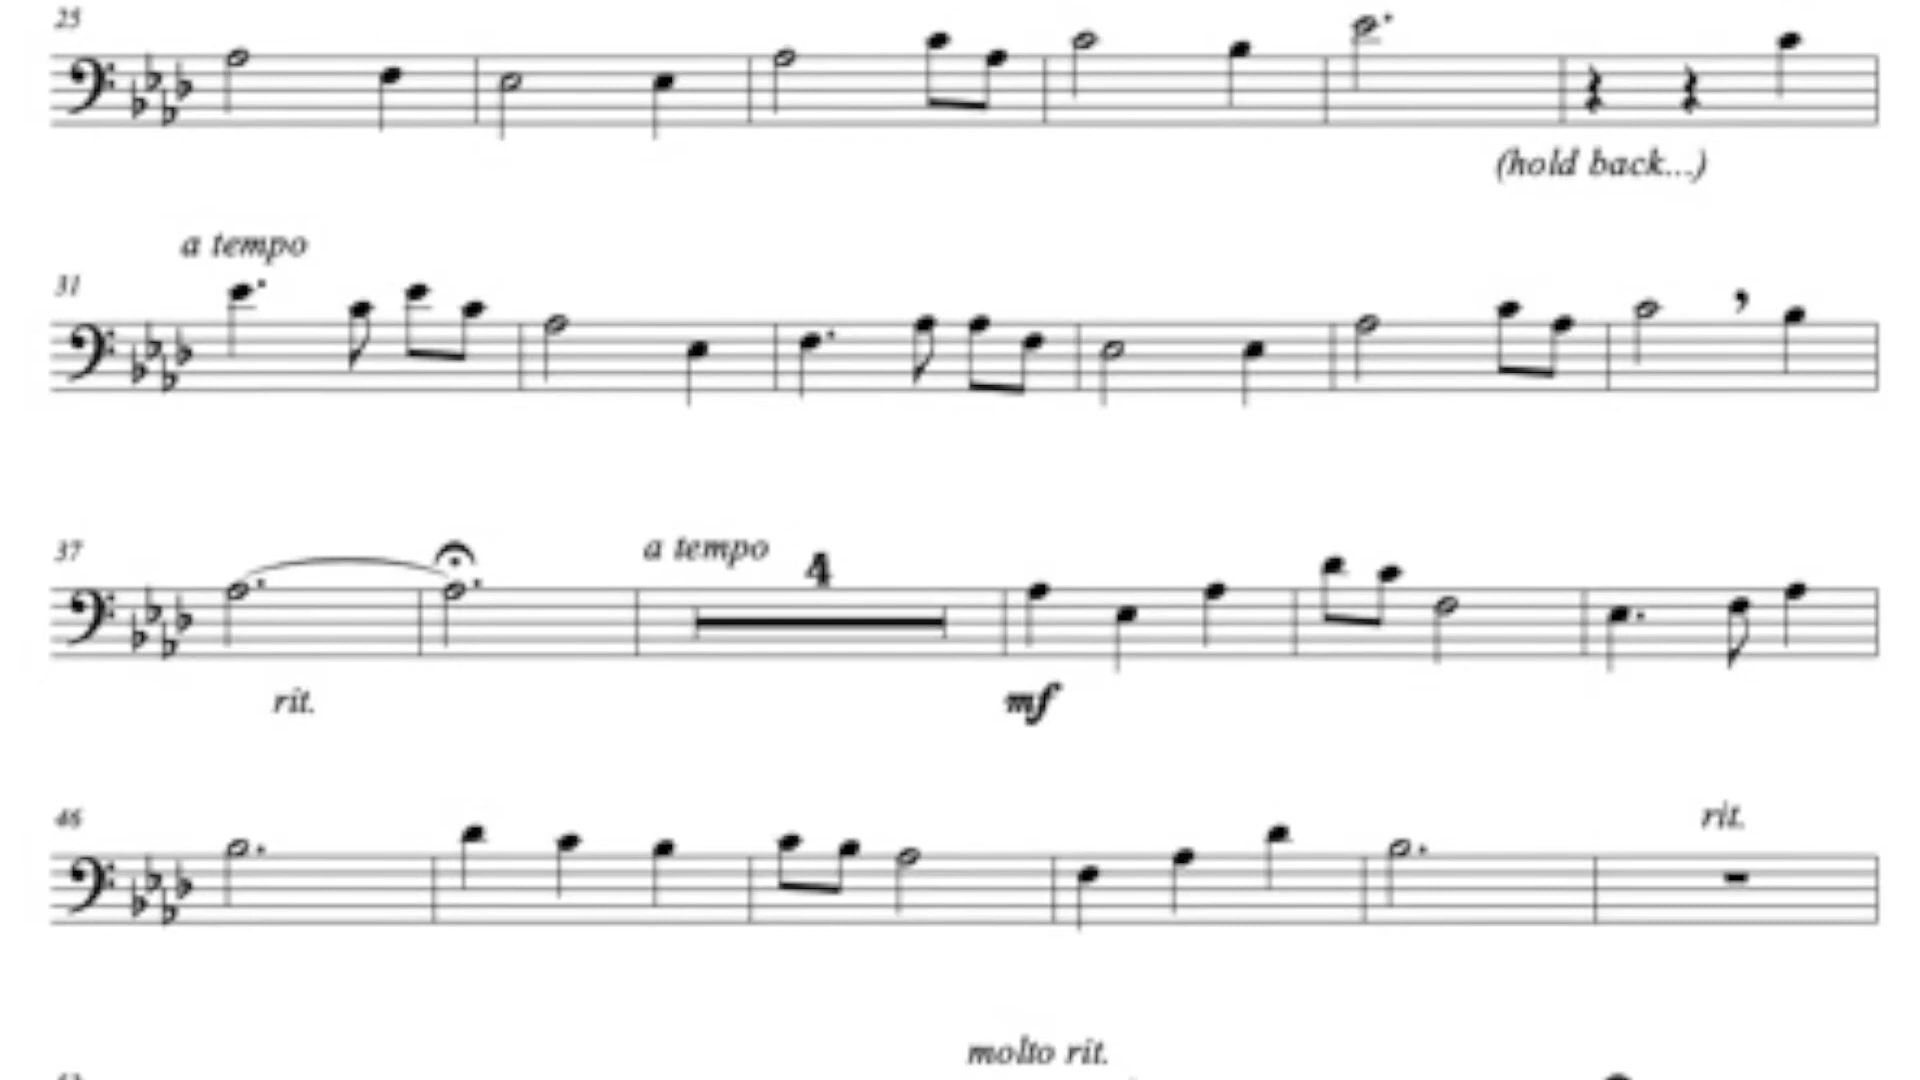 25
(hold back...)
a tempo
31
37
a tempo
4
rit.
mf
46
rit.
molto rit.